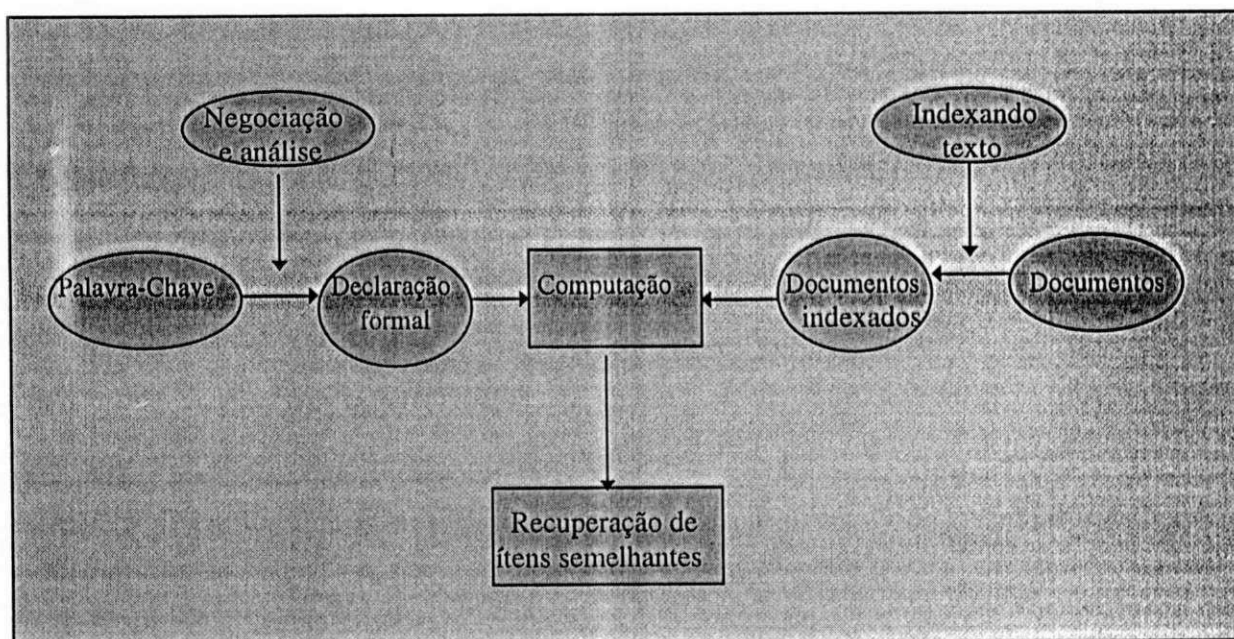 Negociação
e análise
Indexando
texto
Palavra-Chave
Declaração
formal
Computação
Documentos
indexados
Documentos
Recuperação de
ítens semelhantes